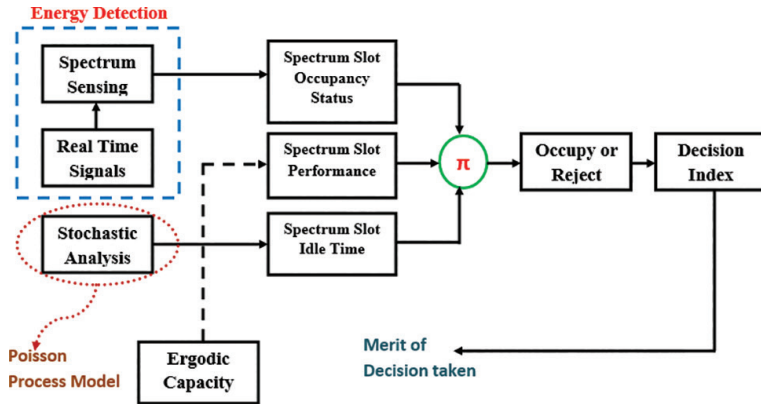 Energy Detection
Spectrum
Sensing
Real Time
Signals
Stochastic
Analysis
Poisson
Process Model
Ergodic
Capacity
Spectrum Slot
Occupancy
Status
Spectrum Slot
Performance
Spectrum Slot
Idle Time
π
Occupy or
Reject
Decision
Index
Merit of
Decision taken